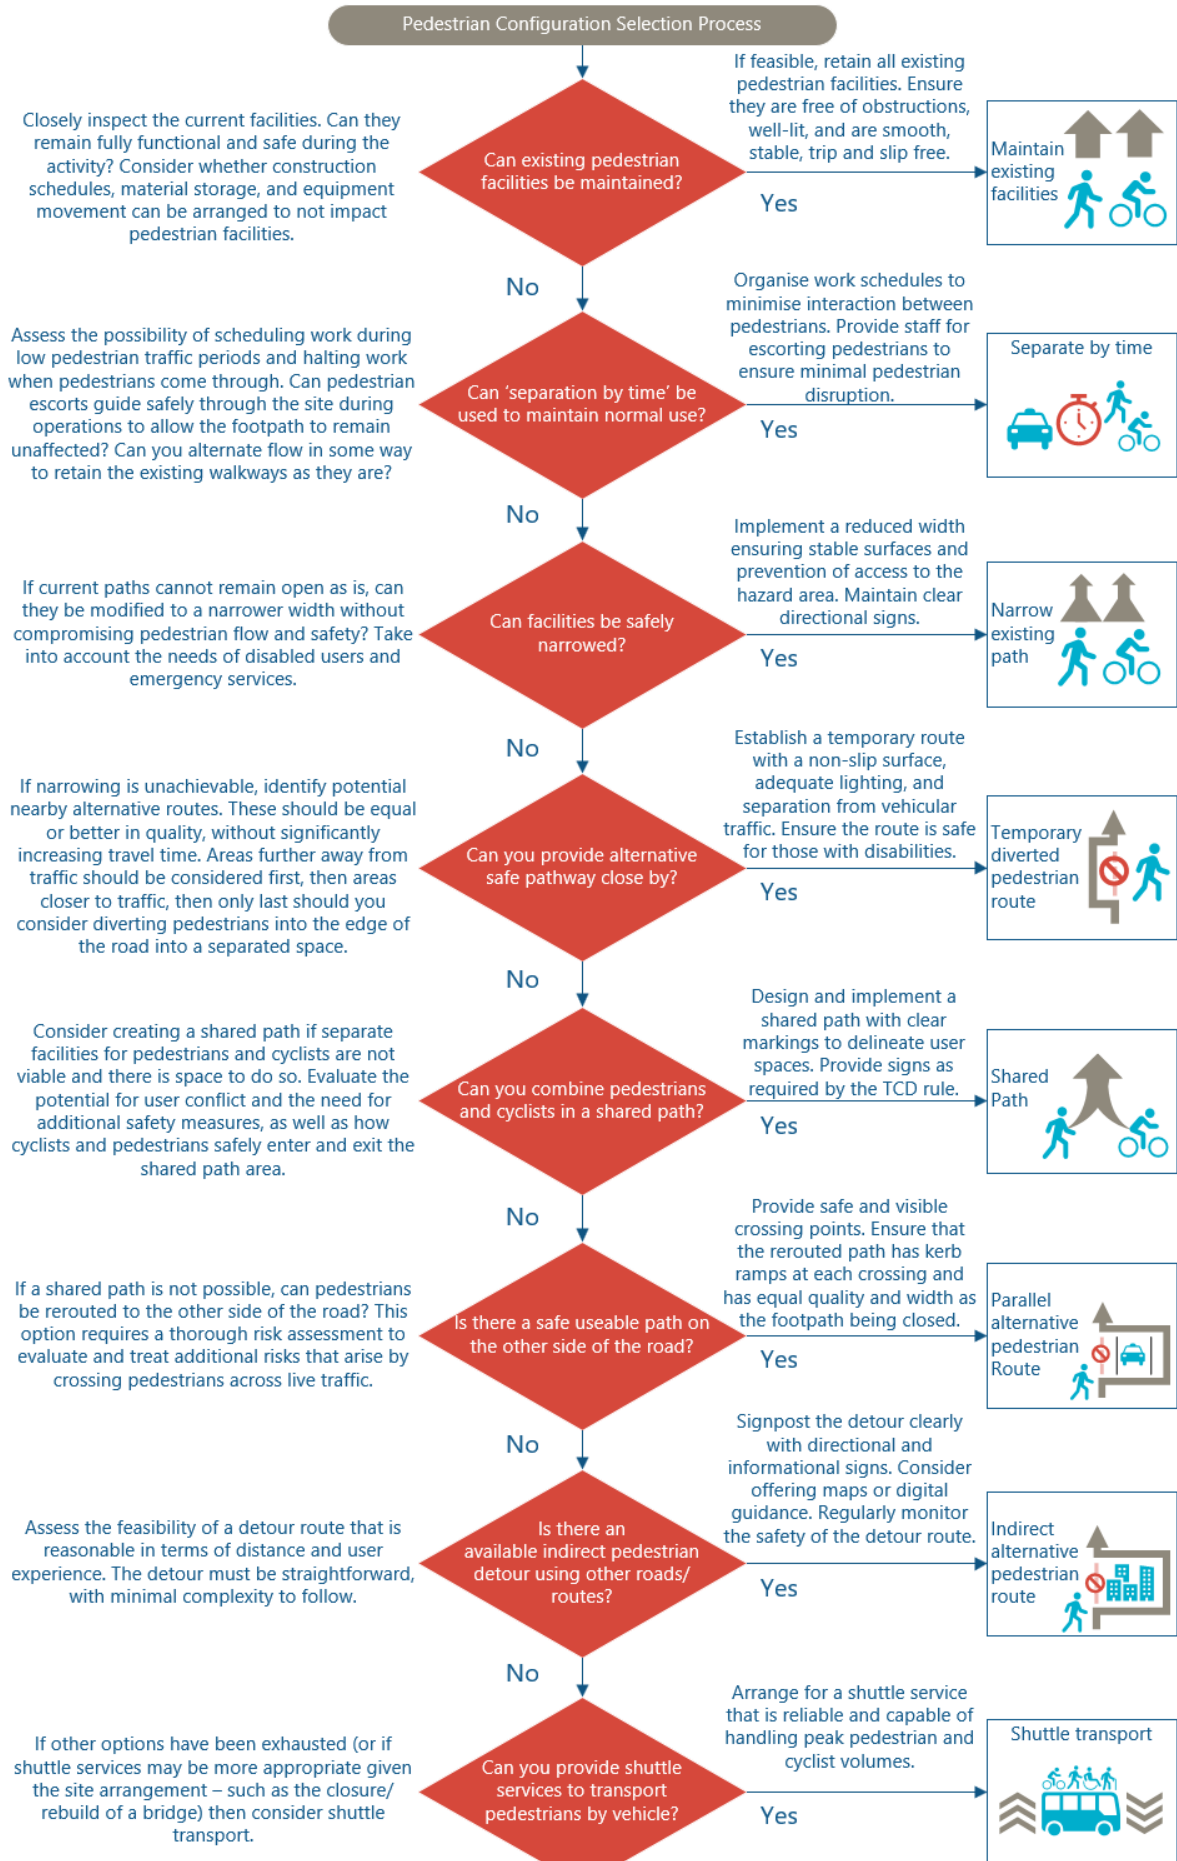 Pedestrian Configuration Selection Process
Closely inspect the current facilities. Can they
remain fully functional and safe during the
activity? Consider whether construction
schedules, material storage, and equipment
movement can be arranged to not impact
pedestrian facilities.
Can existing pedestrian
facilities be maintained?
If feasible, retain all existing
pedestrian facilities. Ensure
they are free of obstructions,
well-lit, and are smooth,
stable, trip and slip free.
Yes
Maintain
existing
facilities
No
Assess the possibility of scheduling work during
low pedestrian traffic periods and halting work
when pedestrians come through. Can pedestrian
escorts guide safely through the site during
operations to allow the footpath to remain
unaffected? Can you alternate flow in some way
to retain the existing walkways as they are?
Can ‘separation by time’ be
used to maintain normal use?
Organise work schedules to
minimise interaction between
pedestrians. Provide staff for
escorting pedestrians to
ensure minimal pedestrian
disruption.
Yes
Separate by time
No
If current paths cannot remain open as is, can
they be modified to a narrower width without
compromising pedestrian flow and safety? Take
into account the needs of disabled users and
emergency services.
Can facilities be safely
narrowed?
Implement a reduced width
ensuring stable surfaces and
prevention of access to the
hazard area. Maintain clear
directional signs.
Yes
Narrow
existing
path
No
If narrowing is unachievable, identify potential
nearby alternative routes. These should be equal
or better in quality, without significantly
increasing travel time. Areas further away from
traffic should be considered first, then areas
closer to traffic, then only last should you
consider diverting pedestrians into the edge of
the road into a separated space.
Can you provide alternative
safe pathway close by?
Establish a temporary route
with a non-slip surface,
adequate lighting, and
separation from vehicular
traffic. Ensure the route is safe
for those with disabilities.
Yes
Temporary
diverted
pedestrian
route
No
Consider creating a shared path if separate
facilities for pedestrians and cyclists are not
viable and there is space to do so. Evaluate the
potential for user conflict and the need for
additional safety measures, as well as how
cyclists and pedestrians safely enter and exit the
shared path area.
Can you combine pedestrians
and cyclists in a shared path?
Design and implement a
shared path with clear
markings to delineate user
spaces. Provide signs as
required by the TCD rule.
Yes
Shared
Path
No
If a shared path is not possible, can pedestrians
be rerouted to the other side of the road? This
option requires a thorough risk assessment to
evaluate and treat additional risks that arise by
crossing pedestrians across live traffic.
Is there a safe useable path on
the other side of the road?
Provide safe and visible
crossing points. Ensure that
the rerouted path has kerb
ramps at each crossing and
has equal quality and width as
the footpath being closed.
Yes
Parallel
alternative
pedestrian
Route
No
Assess the feasibility of a detour route that is
reasonable in terms of distance and user
experience. The detour must be straightforward,
with minimal complexity to follow.
Is there an
available indirect pedestrian
detour using other roads/
routes?
Signpost the detour clearly
with directional and
informational signs. Consider
offering maps or digital
guidance. Regularly monitor
the safety of the detour route.
Yes
Indirect
alternative
pedestrian
route
No
If other options have been exhausted (or if
shuttle services may be more appropriate given
the site arrangement – such as the closure/
rebuild of a bridge) then consider shuttle
transport.
Can you provide shuttle
services to transport
pedestrians by vehicle?
Arrange for a shuttle service
that is reliable and capable of
handling peak pedestrian and
cyclist volumes.
Yes
Shuttle transport